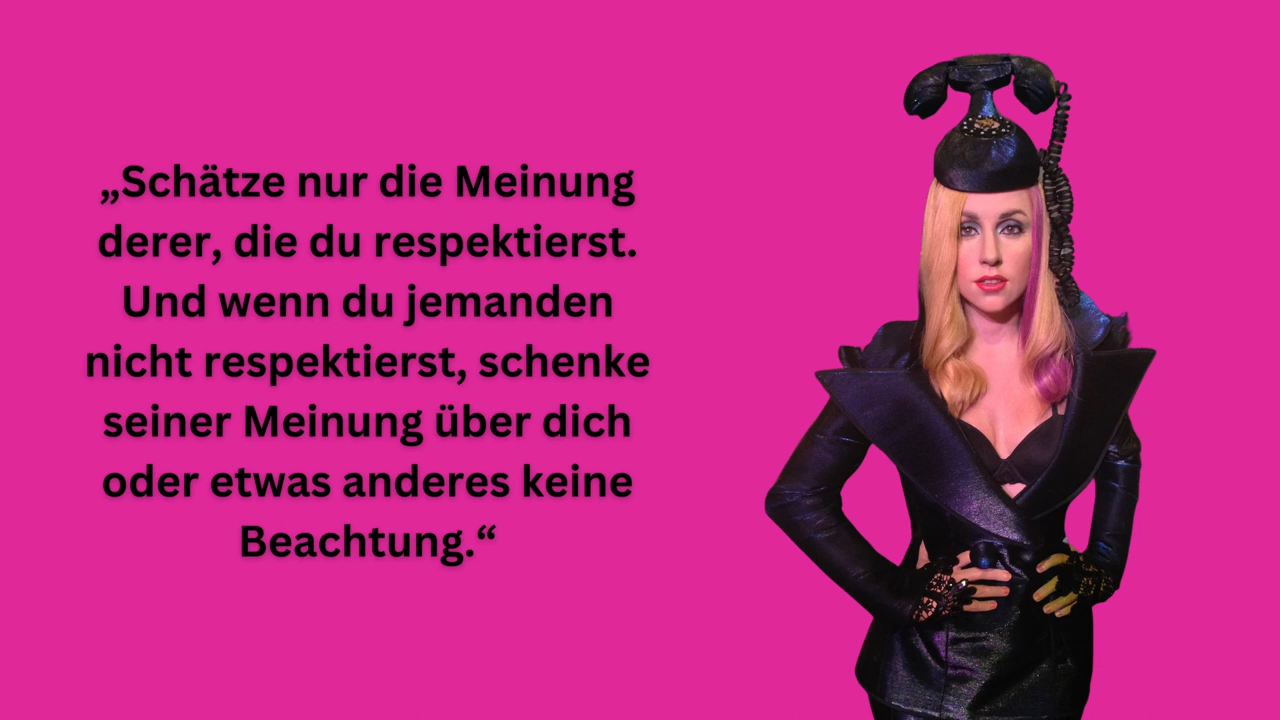 „Schätze nur die Meinung
derer, die du respektierst.
Und wenn du jemanden
nicht respektierst, schenke
seiner Meinung über dich
oder etwas anderes keine
Beachtung.“